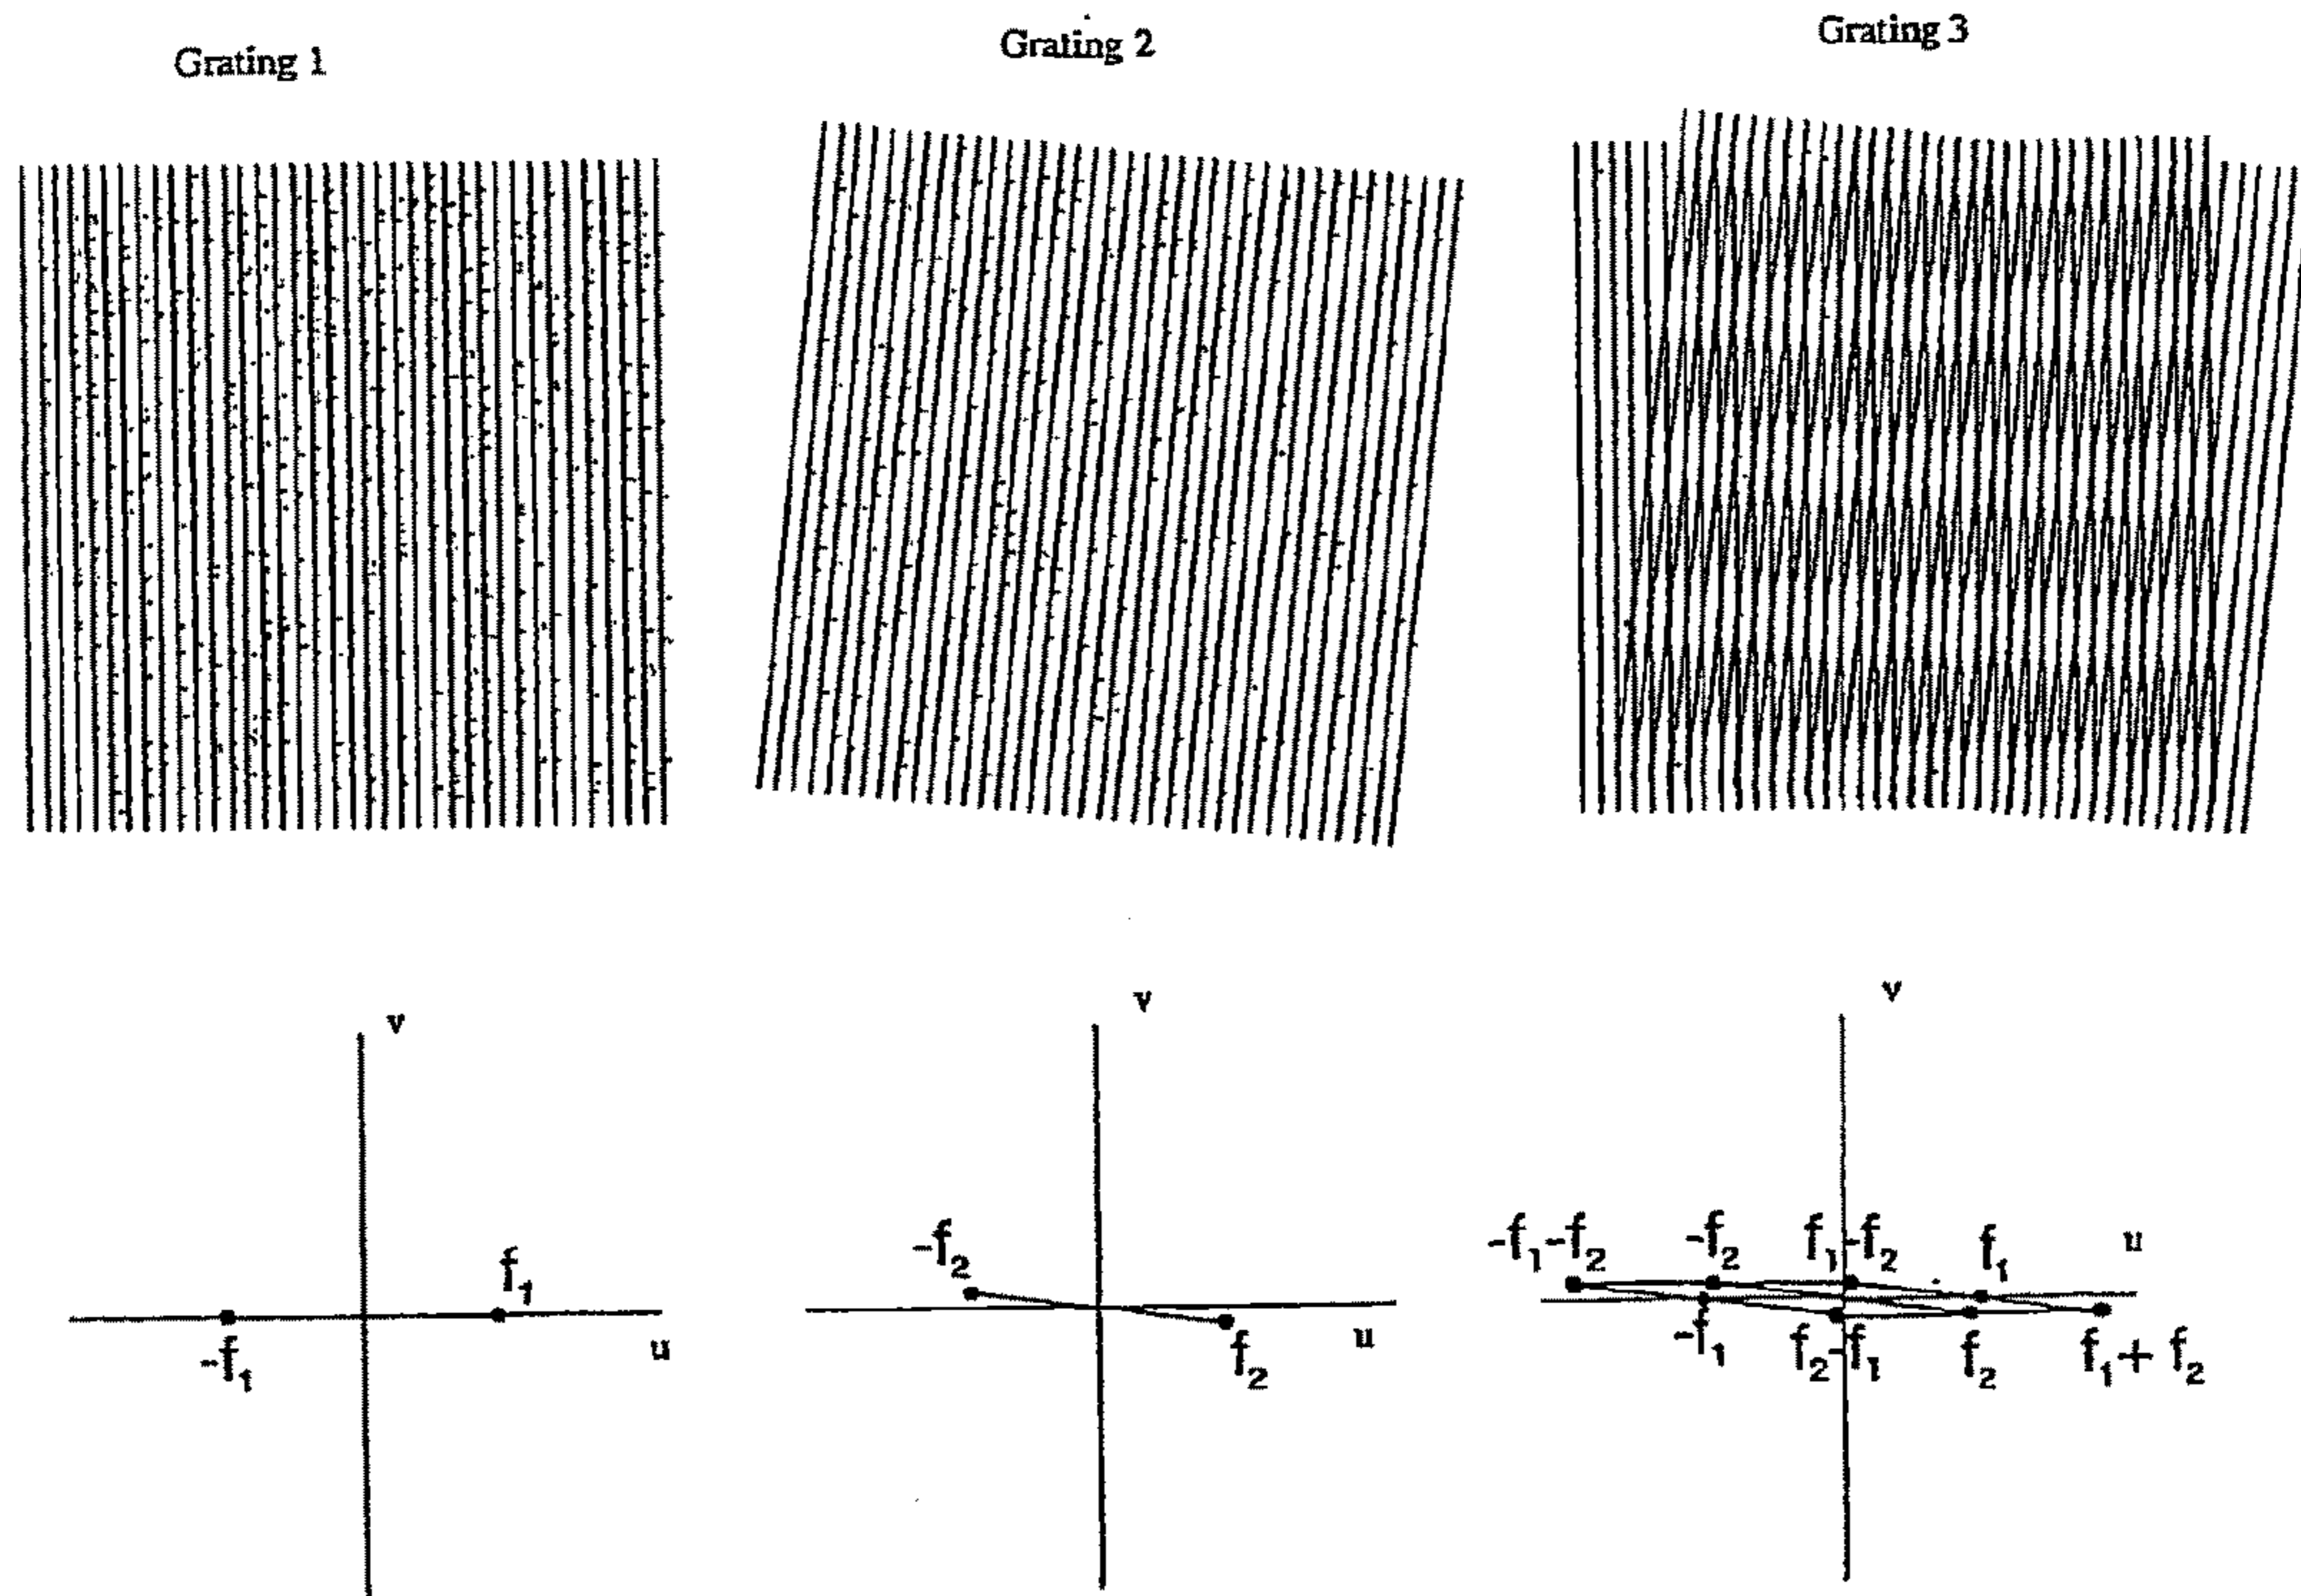 Grating 1
Grating 2
Grating 3
v
-f₁
f₁
u
v
-f₂
f₂
u
v
-f₁-f₂
-f₂
f₁-f₂
f₁
u
-f₁
f₂-f₁
f₂
f₁+ f₂